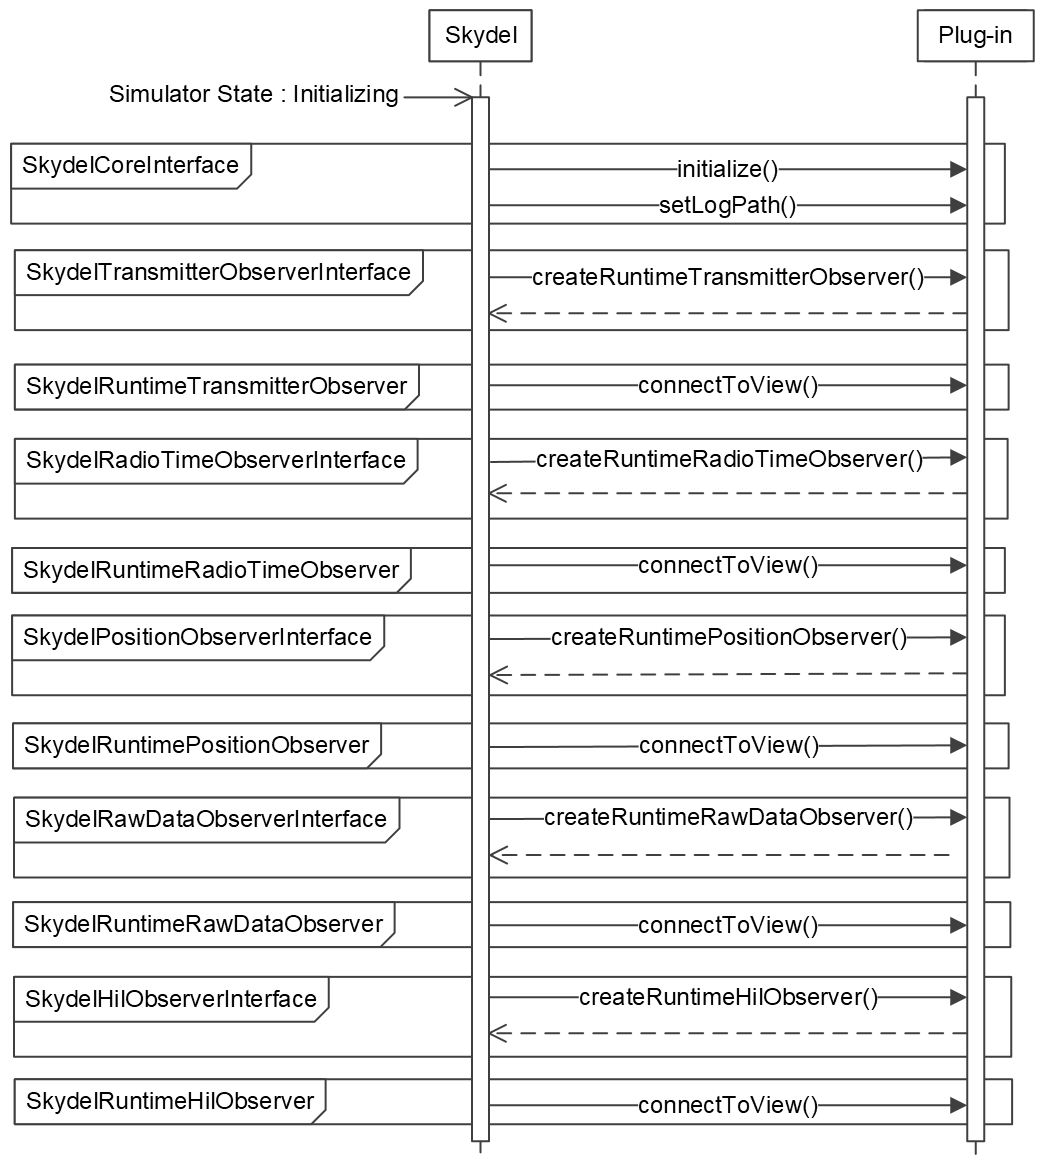 Skydel
Plug-in
Simulator State : Initializing
SkydelCoreInterface
initialize()
setLogPath()
SkydelTransmitterObserverInterface
createRuntimeTransmitterObserver()
SkydelRuntimeTransmitterObserver
connectToView()
SkydelRadioTimeObserverInterface
createRuntimeRadioTimeObserver()
SkydelRuntimeRadioTimeObserver
connectToView()
SkydelPositionObserverInterface
createRuntimePositionObserver()
SkydelRuntimePositionObserver
connectToView()
SkydelRawDataObserverInterface
createRuntimeRawDataObserver()
SkydelRuntimeRawDataObserver
connectToView()
SkydelHilObserverInterface
createRuntimeHilObserver()
SkydelRuntimeHilObserver
connectToView()